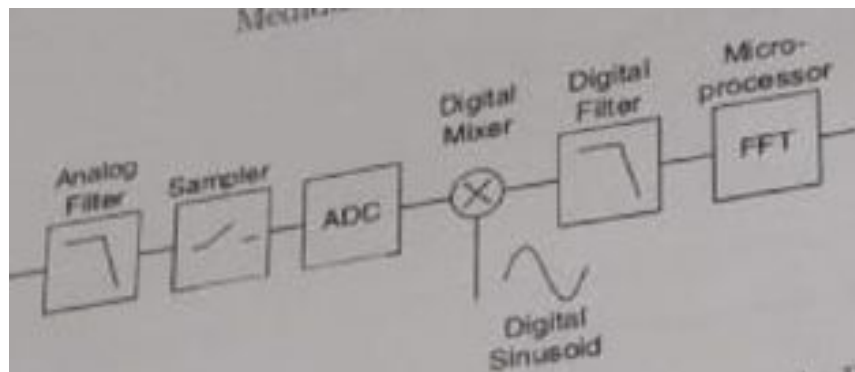 Analog
Filter
Sampler
ADC
Digital
Mixer
Digital
Sinusoid
Digital
Filter
Micro-
processor
FFT